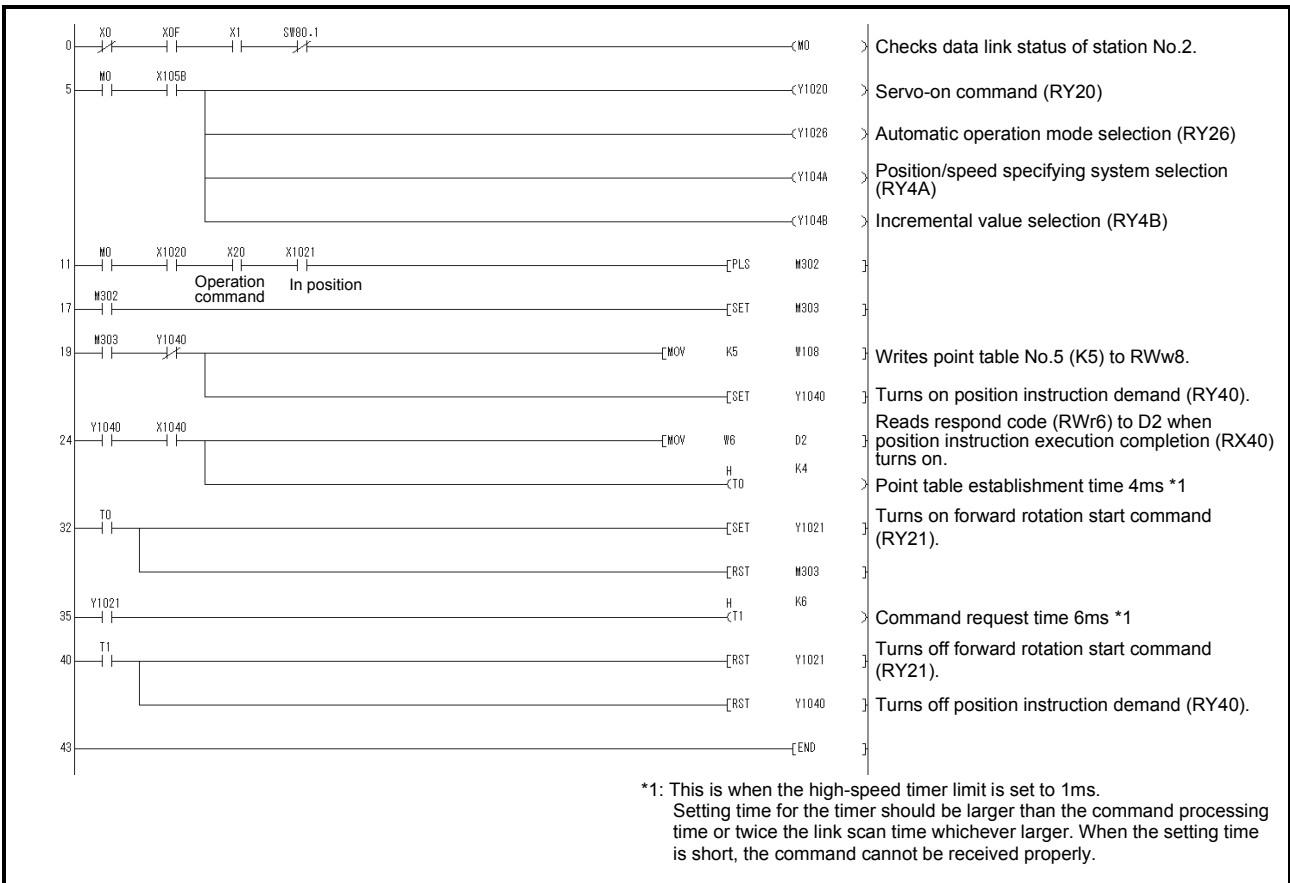 X0 X0F X1 SW80.1
0 (M0 ) Checks data link status of station No.2.
M0 X105B
5 (Y1020 ) Servo-on command (RY20)
(Y1026 ) Automatic operation mode selection (RY26)
(Y104A ) Position/speed specifying system selection
(RY4A)
(Y104B ) Incremental value selection (RY4B)
M0 X1020 X20 X1021
11 [PLS M302 ]
Operation In position
command
M302
17 [SET M303 ]
M303 Y1040
19 [MOV K5 W108 ] Writes point table No.5 (K5) to RWw8.
[SET Y1040 ] Turns on position instruction demand (RY40).
Y1040 X1040
24 [MOV W6 D2 ] Reads respond code (RWr6) to D2 when
position instruction execution completion (RX40)
turns on.
H K4
(T0 ) Point table establishment time 4ms *1
T0
32 [SET Y1021 ] Turns on forward rotation start command
(RY21).
[RST M303 ]
Y1021 H K6
35 (T1 ) Command request time 6ms *1
T1
40 [RST Y1021 ] Turns off forward rotation start command
(RY21).
[RST Y1040 ] Turns off position instruction demand (RY40).
43 [END ]
*1: This is when the high-speed timer limit is set to 1ms.
Setting time for the timer should be larger than the command processing
time or twice the link scan time whichever larger. When the setting time
is short, the command cannot be received properly.